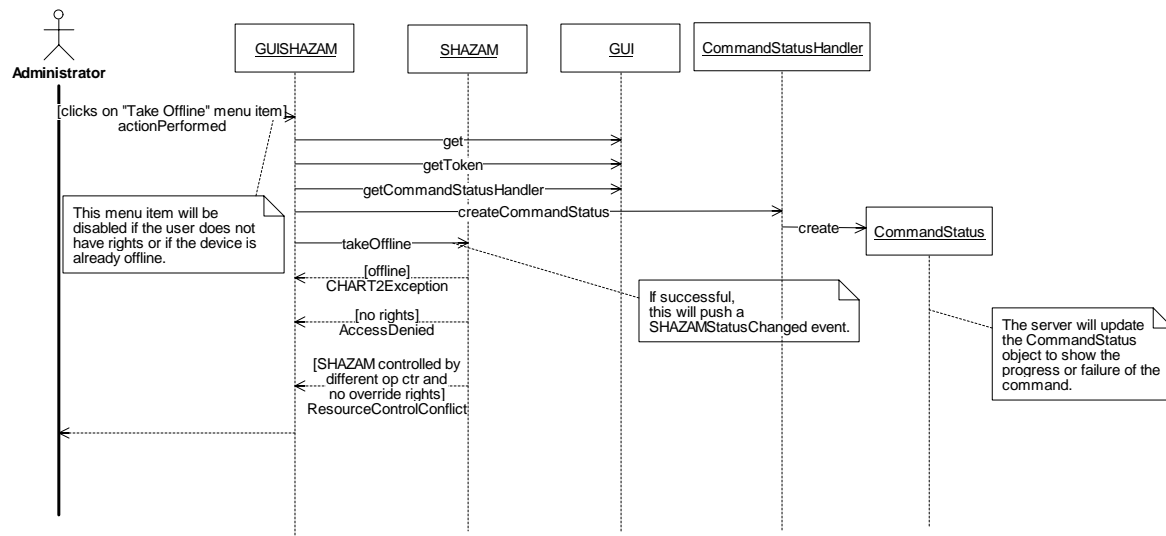 Administrator
GUISHAZAM
SHAZAM
GUI
CommandStatusHandler
[clicks on "Take Offline" menu item]
actionPerformed
get
getToken
getCommandStatusHandler
createCommandStatus
create
CommandStatus
This menu item will be
disabled if the user does not
have rights or if the device is
already offline.
takeOffline
[offline]
CHART2Exception
If successful,
this will push a
SHAZAMStatusChanged event.
[no rights]
AccessDenied
The server will update
the CommandStatus
object to show the
progress or failure of the
command.
[SHAZAM controlled by
different op ctr and
no override rights]
ResourceControlConflict